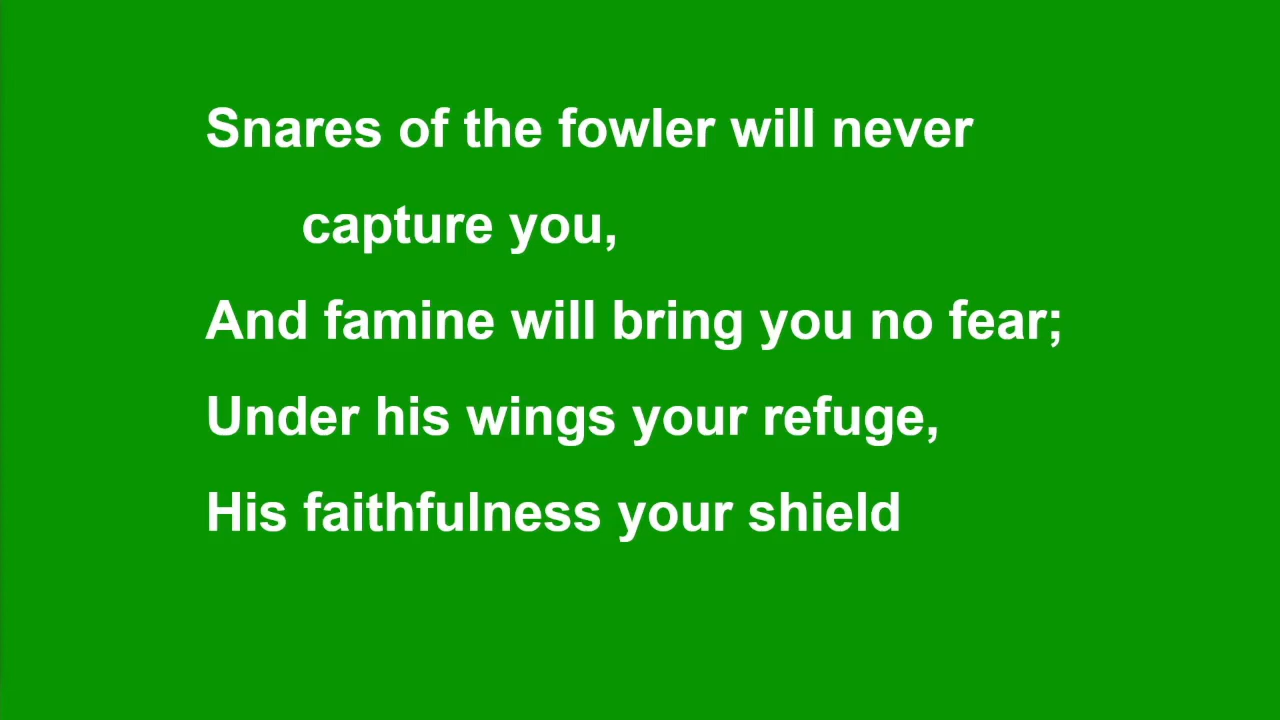 Snares of the fowler will never
capture you,
And famine will bring you no fear;
Under his wings your refuge,
His faithfulness your shield